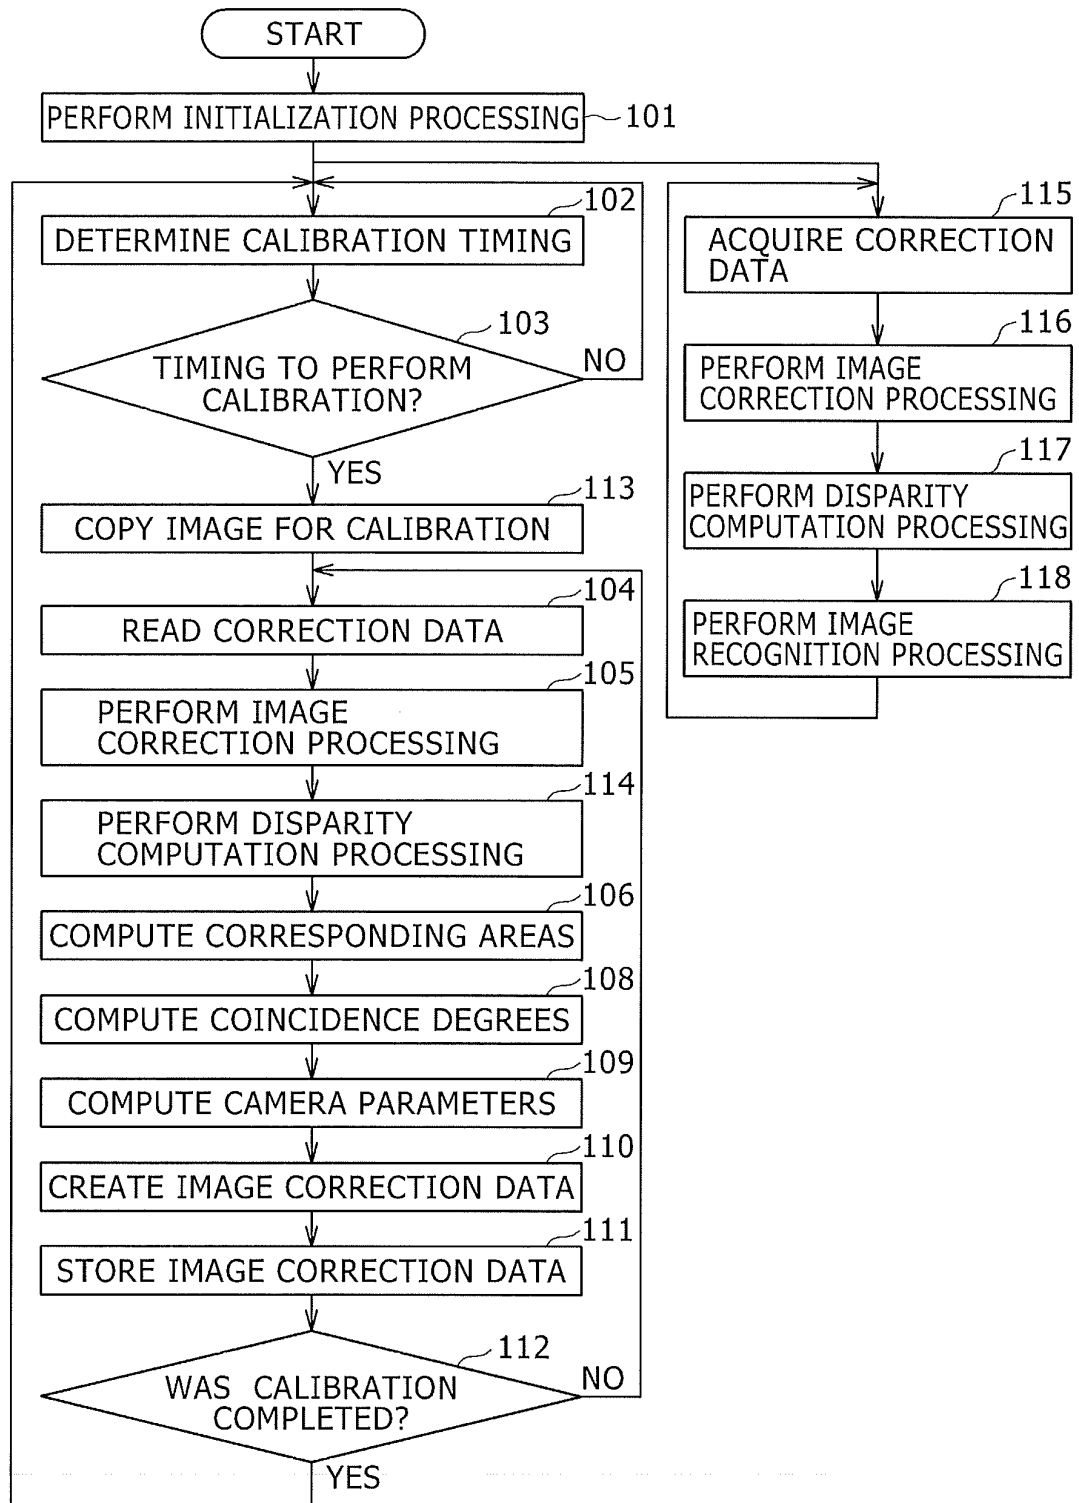 START
PERFORM INITIALIZATION PROCESSING
101
102
DETERMINE CALIBRATION TIMING
103
TIMING TO PERFORM
CALIBRATION?
NO
YES
113
COPY IMAGE FOR CALIBRATION
104
READ CORRECTION DATA
105
PERFORM IMAGE
CORRECTION PROCESSING
114
PERFORM DISPARITY
COMPUTATION PROCESSING
106
COMPUTE CORRESPONDING AREAS
108
COMPUTE COINCIDENCE DEGREES
109
COMPUTE CAMERA PARAMETERS
110
CREATE IMAGE CORRECTION DATA
111
STORE IMAGE CORRECTION DATA
112
WAS CALIBRATION
COMPLETED?
NO
YES
115
ACQUIRE CORRECTION
DATA
116
PERFORM IMAGE
CORRECTION PROCESSING
117
PERFORM DISPARITY
COMPUTATION PROCESSING
118
PERFORM IMAGE
RECOGNITION PROCESSING